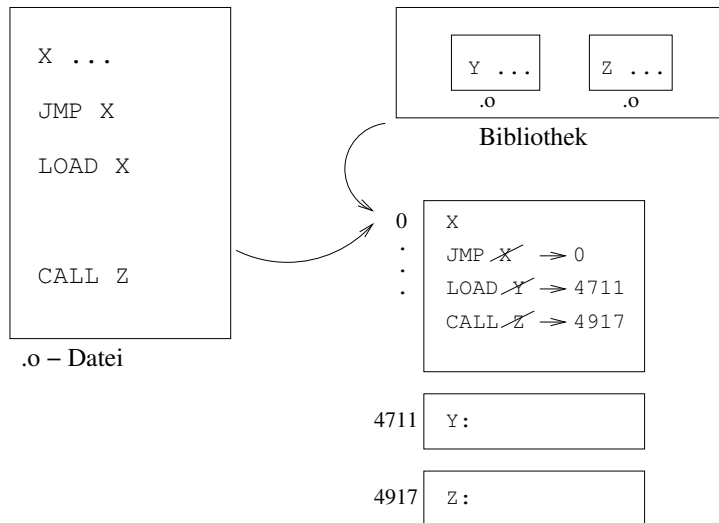 X ...
JMP X
LOAD X
CALL Z
.o – Datei
Y ...
Z ...
.o
.o
Bibliothek
0
.
.
.
X
JMP X → 0
LOAD Y → 4711
CALL Z → 4917
4711
Y:
4917
Z: